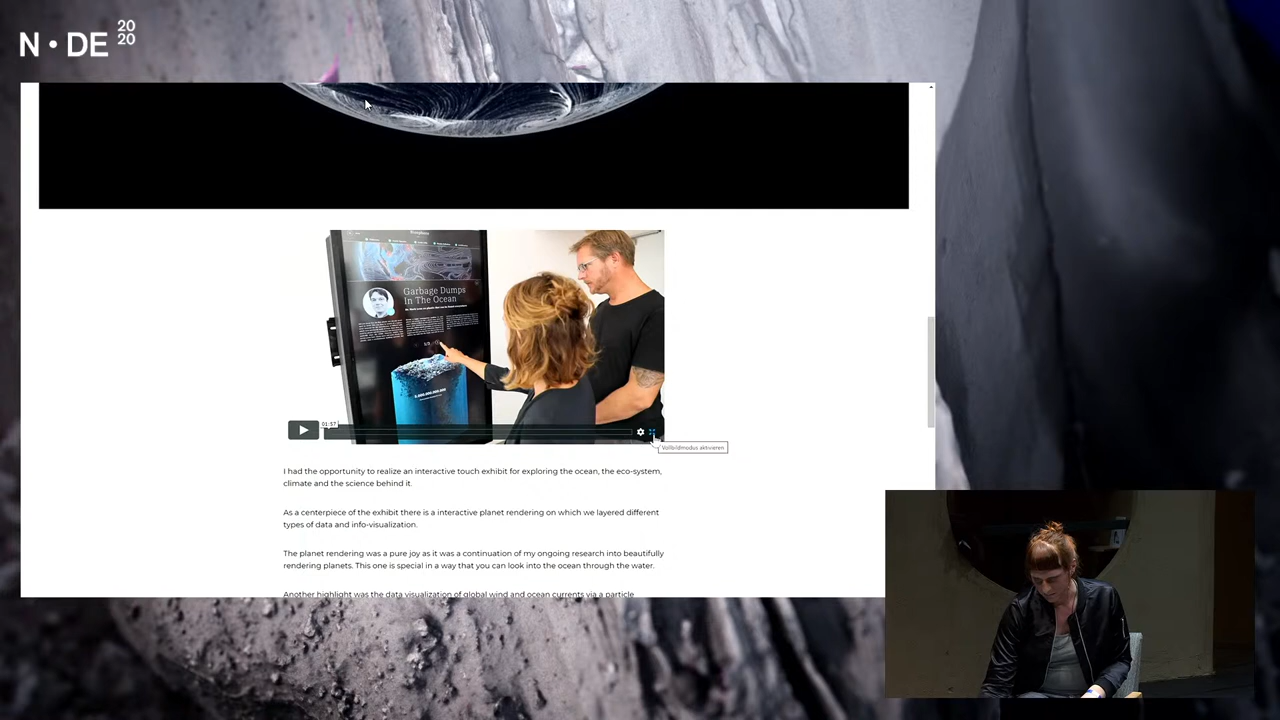 N•DE 20
20
Garbage Dumps
In The Ocean
01:57
Vollbildmodus aktivieren
I had the opportunity to realize an interactive touch exhibit for exploring the ocean, the eco-system,
climate and the science behind it.
As a centerpiece of the exhibit there is a interactive planet rendering on which we layered different
types of data and info-visualization.
The planet rendering was a pure joy as it was a continuation of my ongoing research into beautifully
rendering planets. This one is special in a way that you can look into the ocean through the water.
Another highlight was the data visualization of global wind and ocean currents via a particle